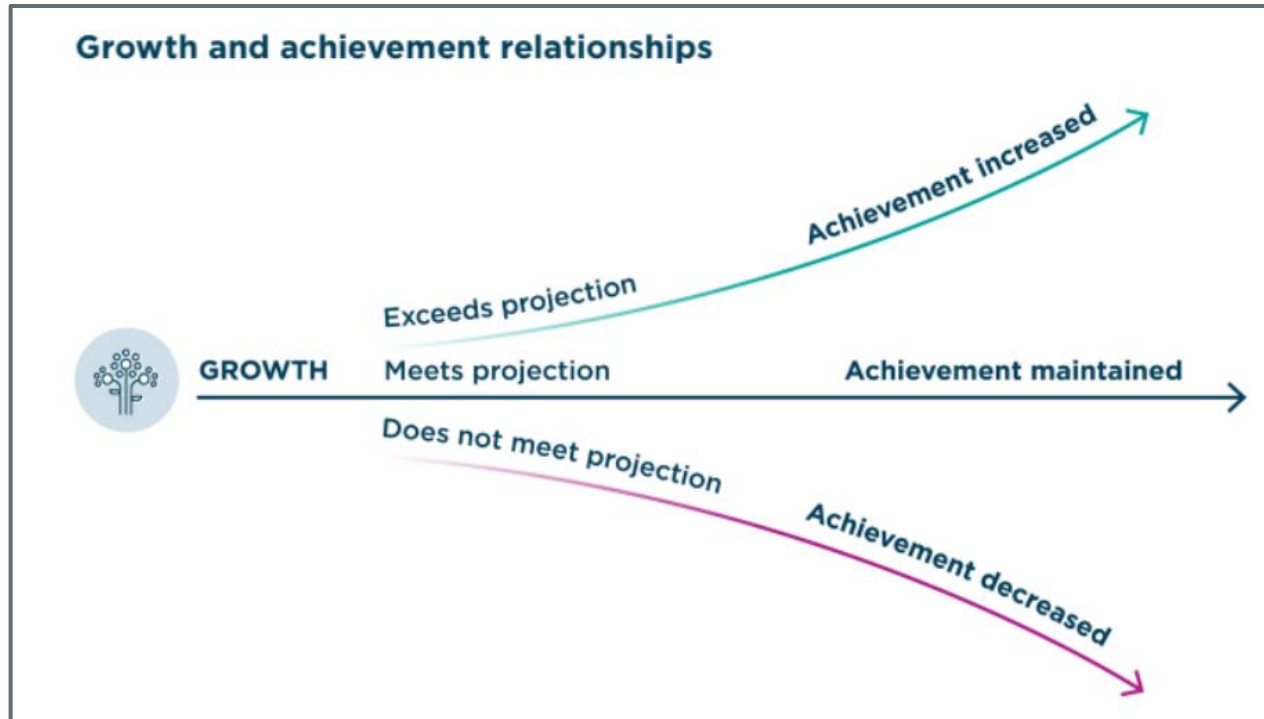 Growth and achievement relationships
Exceeds projection
Achievement increased
GROWTH
Meets projection
Achievement maintained
Does not meet projection
Achievement decreased